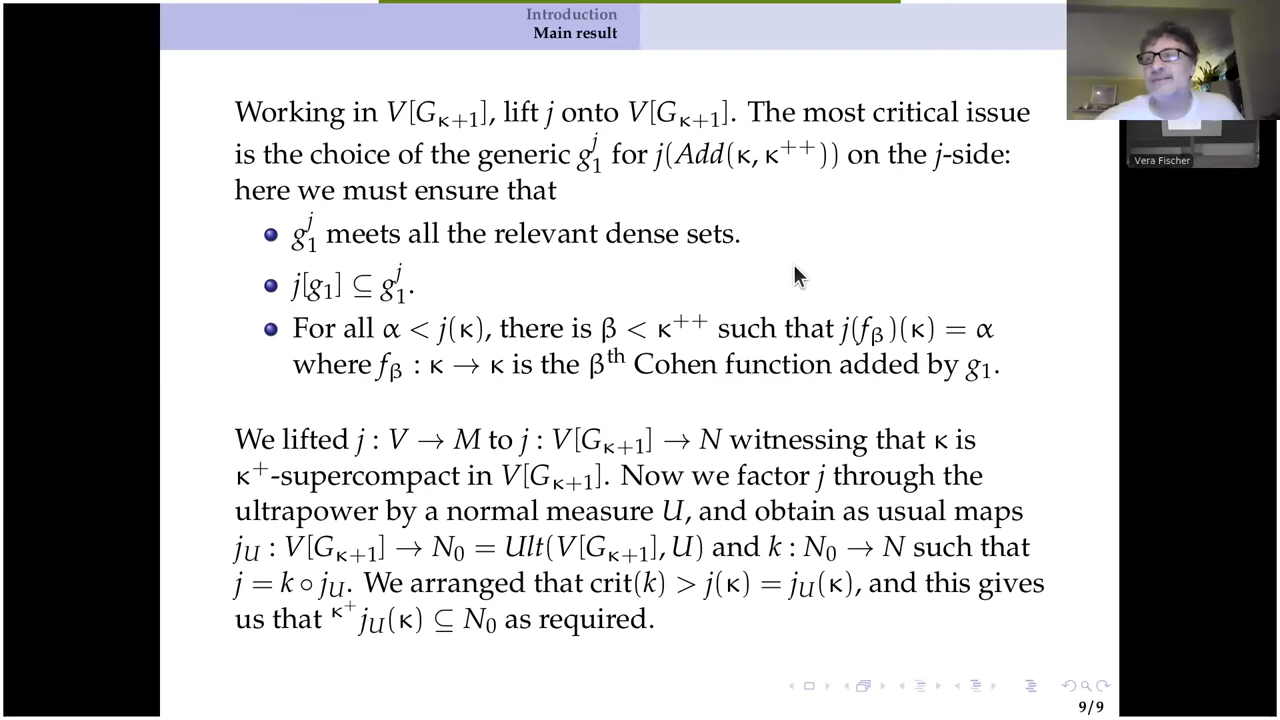 Introduction
Main result
Working in V[G_{κ+1}], lift j onto V[G_{κ+1}]. The most critical issue
is the choice of the generic g_1^j for j(Add(κ, κ^{++})) on the j-side:
here we must ensure that
g_1^j meets all the relevant dense sets.
j[g_1] ⊆ g_1^j.
For all α < j(κ), there is β < κ^{++} such that j(f_β)(κ) = α
where f_β : κ → κ is the β^{th} Cohen function added by g_1.
We lifted j : V → M to j : V[G_{κ+1}] → N witnessing that κ is
κ^+-supercompact in V[G_{κ+1}]. Now we factor j through the
ultrapower by a normal measure U, and obtain as usual maps
j_U : V[G_{κ+1}] → N_0 = Ult(V[G_{κ+1}], U) and k : N_0 → N such that
j = k ∘ j_U. We arranged that crit(k) > j(κ) = j_U(κ), and this gives
us that ^{κ^+}j_U(κ) ⊆ N_0 as required.
9/9
Vera Fischer